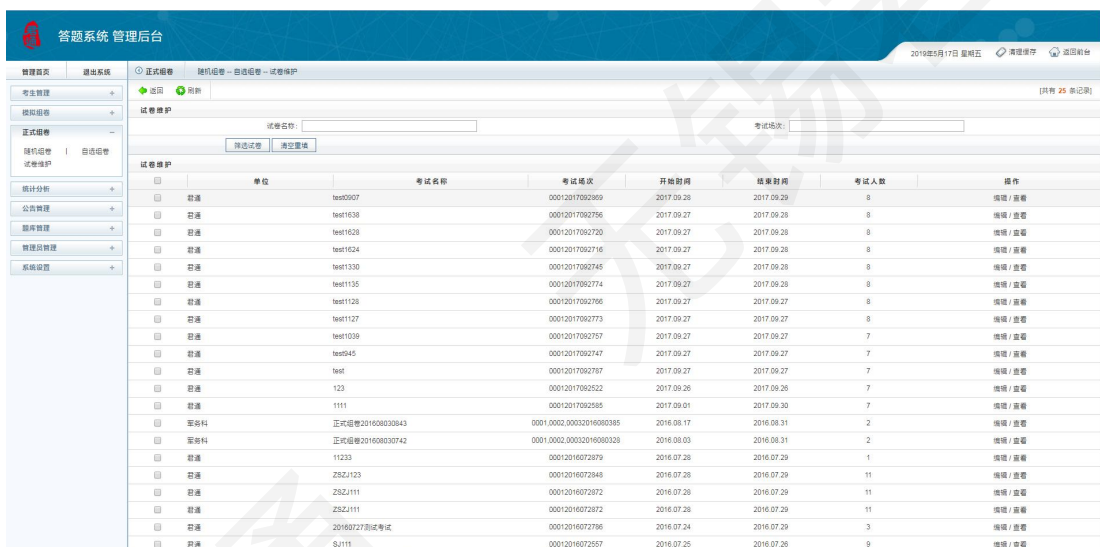 答题系统 管理后台
2019年5月17日 星期五 清理缓存 返回前台
管理首页 退出系统 正式组卷 随机组卷 – 自选组卷 – 试卷维护
考生管理 +
模拟组卷 +
正式组卷 −
随机组卷 | 自选组卷
试卷维护
统计分析 +
公告管理 +
题库管理 +
管理员管理 +
系统设置 +
返回 刷新 [共有 25 条记录]
试卷维护
试卷名称: 考试场次:
筛选试卷 清空重填
试卷维护
单位 考试名称 考试场次 开始时间 结束时间 考试人数 操作
君通 test0907 00012017092869 2017.09.28 2017.09.29 8 编辑 / 查看
君通 test1638 00012017092756 2017.09.27 2017.09.28 8 编辑 / 查看
君通 test1628 00012017092720 2017.09.27 2017.09.28 8 编辑 / 查看
君通 test1624 00012017092716 2017.09.27 2017.09.28 8 编辑 / 查看
君通 test1330 00012017092745 2017.09.27 2017.09.28 8 编辑 / 查看
君通 test1135 00012017092774 2017.09.27 2017.09.28 8 编辑 / 查看
君通 test1128 00012017092766 2017.09.27 2017.09.27 8 编辑 / 查看
君通 test1127 00012017092773 2017.09.27 2017.09.27 8 编辑 / 查看
君通 test1039 00012017092757 2017.09.27 2017.09.27 7 编辑 / 查看
君通 test945 00012017092747 2017.09.27 2017.09.27 7 编辑 / 查看
君通 test 00012017092787 2017.09.27 2017.09.27 7 编辑 / 查看
君通 123 00012017092522 2017.09.26 2017.09.26 7 编辑 / 查看
君通 1111 00012017092585 2017.09.01 2017.09.30 7 编辑 / 查看
军务科 正式组卷201608030843 0001,0002,00032016080385 2016.08.17 2016.08.31 2 编辑 / 查看
军务科 正式组卷201608030742 0001,0002,00032016080328 2016.08.03 2016.08.31 2 编辑 / 查看
君通 11233 00012016072879 2016.07.28 2016.07.29 1 编辑 / 查看
君通 ZSZJ123 00012016072848 2016.07.28 2016.07.29 11 编辑 / 查看
君通 ZSZJ111 00012016072872 2016.07.28 2016.07.29 11 编辑 / 查看
君通 ZSZJ111 00012016072872 2016.07.28 2016.07.29 11 编辑 / 查看
君通 20160727测试考试 00012016072786 2016.07.24 2016.07.29 3 编辑 / 查看
君通 SJ111 00012016072557 2016.07.25 2016.07.26 9 编辑 / 查看